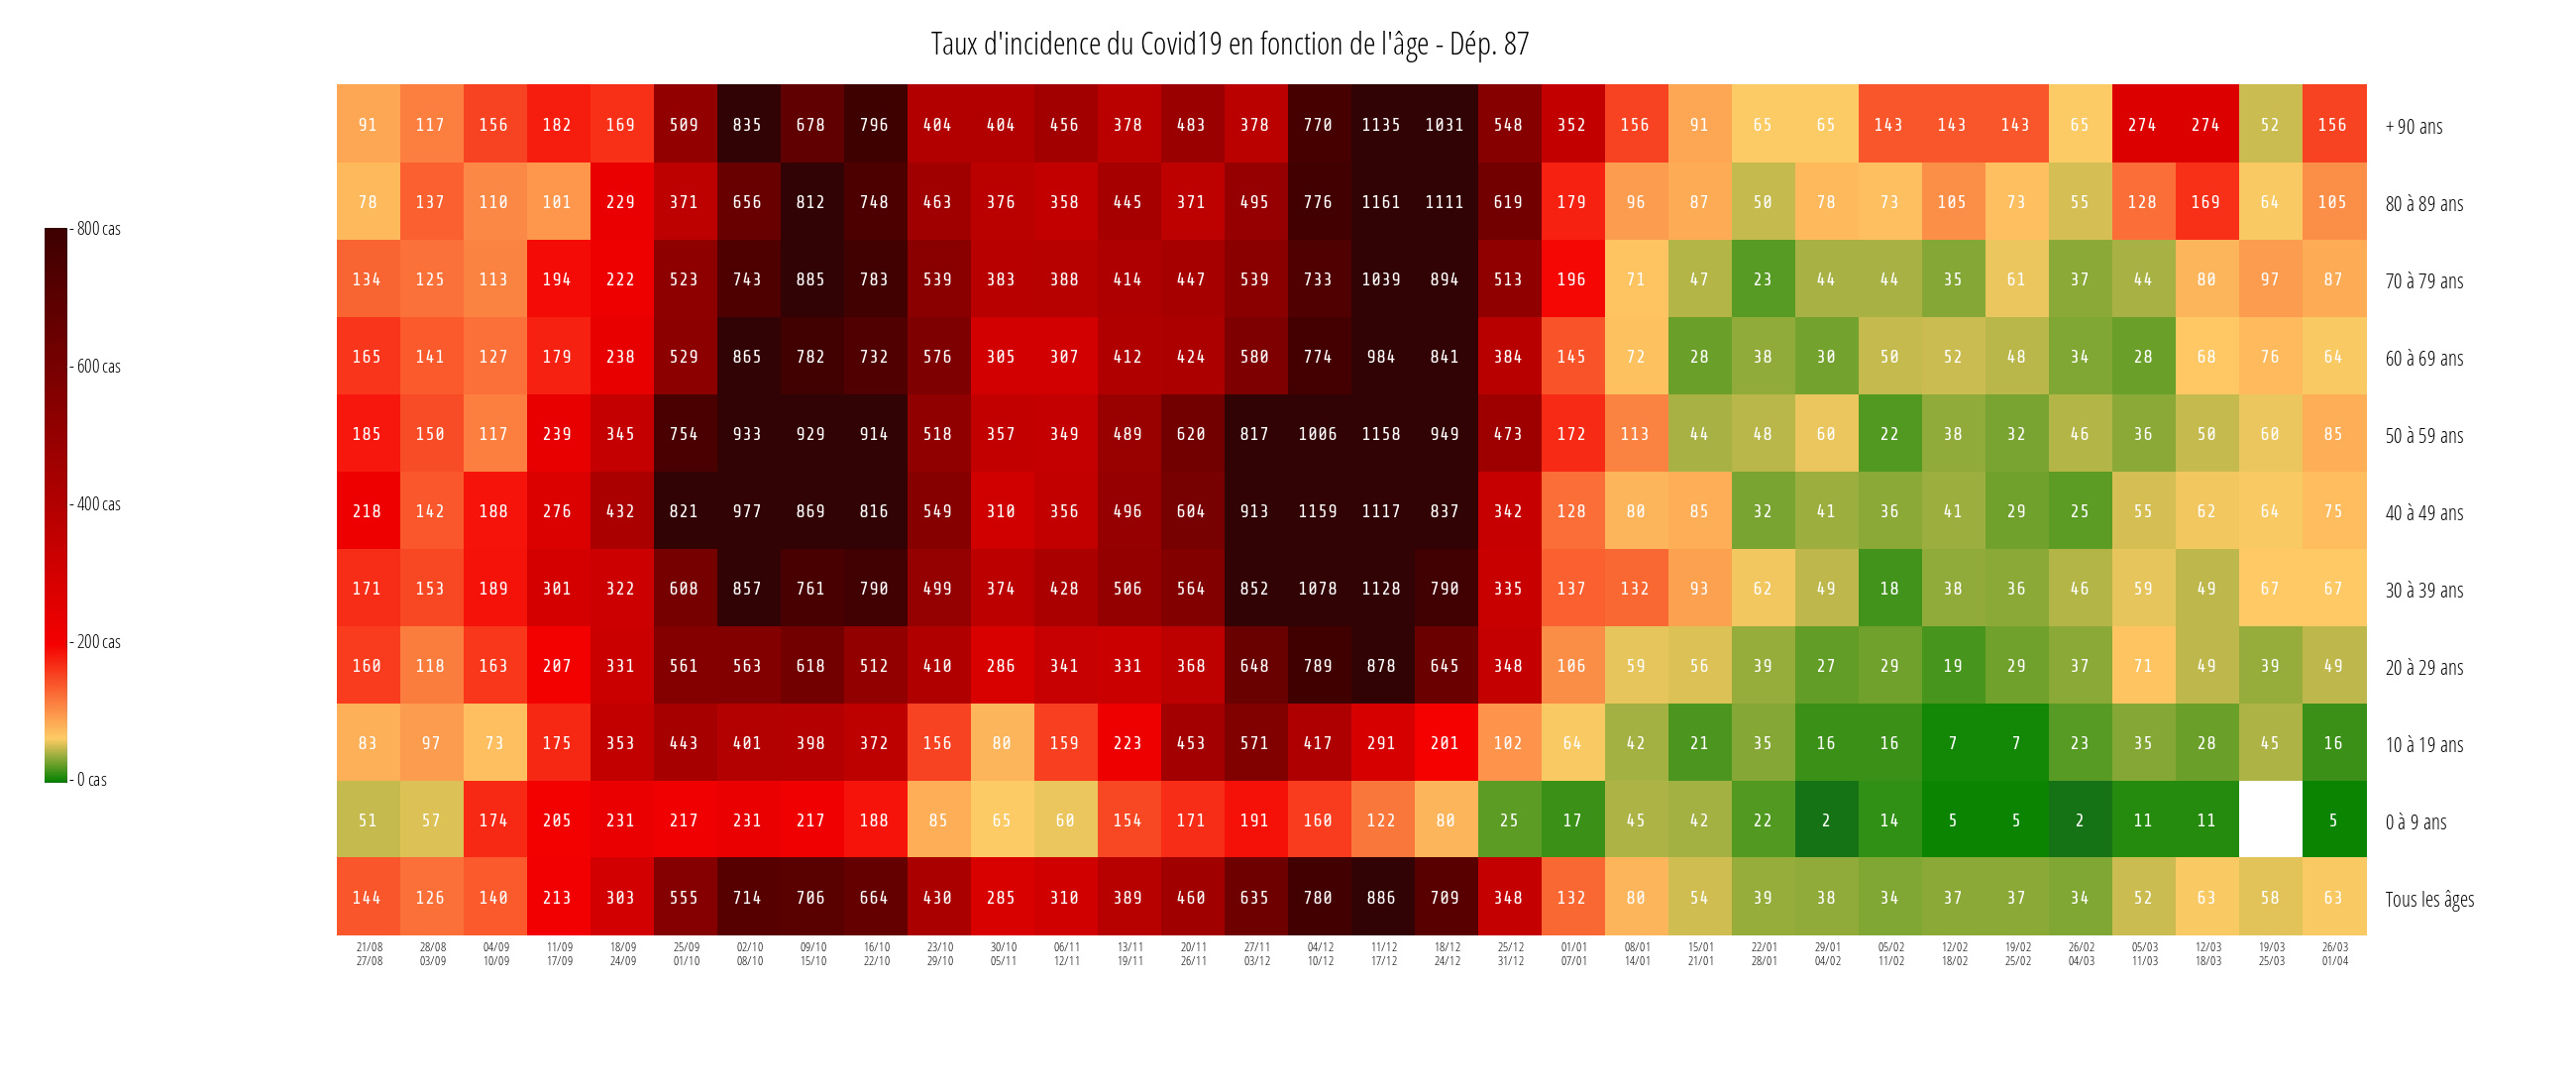 Taux d'incidence du Covid19 en fonction de l'âge - Dép. 87
- 800 cas
- 600 cas
- 400 cas
- 200 cas
- 0 cas
91 117 156 182 169 509 835 678 796 404 404 456 378 483 378 770 1135 1031 548 352 156 91 65 65 143 143 143 65 274 274 52 156 + 90 ans
78 137 110 101 229 371 656 812 748 463 376 358 445 371 495 776 1161 1111 619 179 96 87 50 78 73 105 73 55 128 169 64 105 80 à 89 ans
134 125 113 194 222 523 743 885 783 539 383 388 414 447 539 733 1039 894 513 196 71 47 23 44 44 35 61 37 44 80 97 87 70 à 79 ans
165 141 127 179 238 529 865 782 732 576 305 307 412 424 580 774 984 841 384 145 72 28 38 30 50 52 48 34 28 68 76 64 60 à 69 ans
185 150 117 239 345 754 933 929 914 518 357 349 489 620 817 1006 1158 949 473 172 113 44 48 60 22 38 32 46 36 50 60 85 50 à 59 ans
218 142 188 276 432 821 977 869 816 549 310 356 496 604 913 1159 1117 837 342 128 80 85 32 41 36 41 29 25 55 62 64 75 40 à 49 ans
171 153 189 301 322 608 857 761 790 499 374 428 506 564 852 1078 1128 790 335 137 132 93 62 49 18 38 36 46 59 49 67 67 30 à 39 ans
160 118 163 207 331 561 563 618 512 410 286 341 331 368 648 789 878 645 348 106 59 56 39 27 29 19 29 37 71 49 39 49 20 à 29 ans
83 97 73 175 353 443 401 398 372 156 80 159 223 453 571 417 291 201 102 64 42 21 35 16 16 7 7 23 35 28 45 16 10 à 19 ans
51 57 174 205 231 217 231 217 188 85 65 60 154 171 191 160 122 80 25 17 45 42 22 2 14 5 5 2 11 11 5 0 à 9 ans
144 126 140 213 303 555 714 706 664 430 285 310 389 460 635 780 886 709 348 132 80 54 39 38 34 37 37 34 52 63 58 63 Tous les âges
21/08 28/08 04/09 11/09 18/09 25/09 02/10 09/10 16/10 23/10 30/10 06/11 13/11 20/11 27/11 04/12 11/12 18/12 25/12 01/01 08/01 15/01 22/01 29/01 05/02 12/02 19/02 26/02 05/03 12/03 19/03 26/03
27/08 03/09 10/09 17/09 24/09 01/10 08/10 15/10 22/10 29/10 05/11 12/11 19/11 26/11 03/12 10/12 17/12 24/12 31/12 07/01 14/01 21/01 28/01 04/02 11/02 18/02 25/02 04/03 11/03 18/03 25/03 01/04